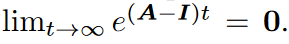 lim_{t→∞} e^{(𝑨−𝑰)t} = 𝟎.